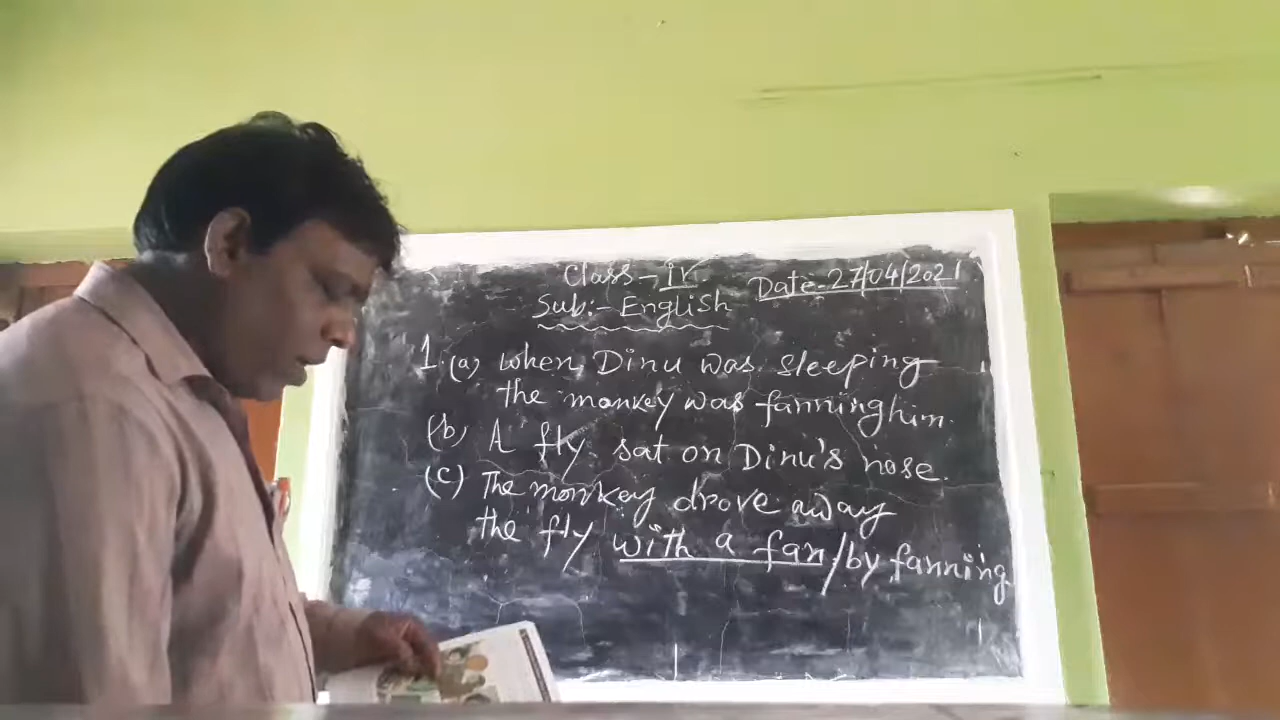 Class - iv
Date - 27/04/2021
Sub:- English
1. (a) when Dinu was sleeping
the monkey was fanning him.
(b) A fly sat on Dinu's nose.
(c) The monkey drove away
the fly with a fan/by fanning